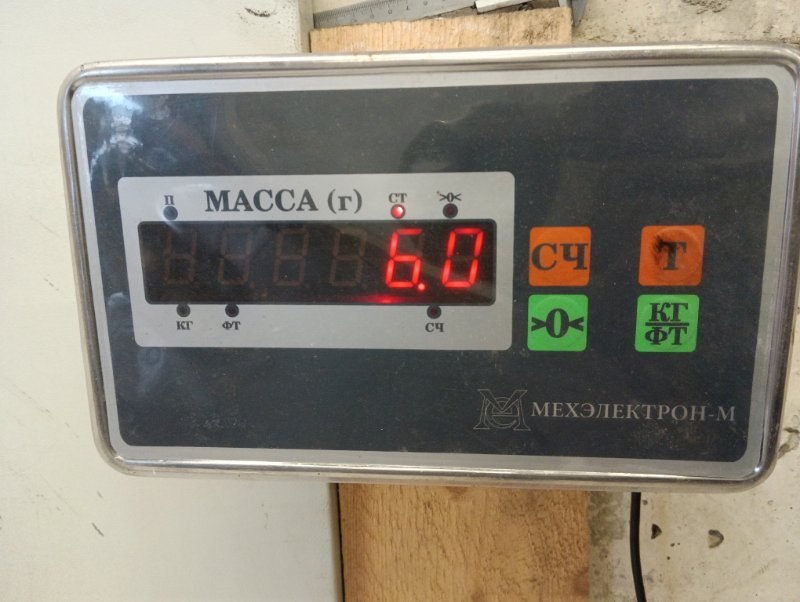 П МАССА (г) СТ >0<
6.0
КГ ФТ СЧ
СЧ Т
>0< КГ/ФТ
МЕХЭЛЕКТРОН-М